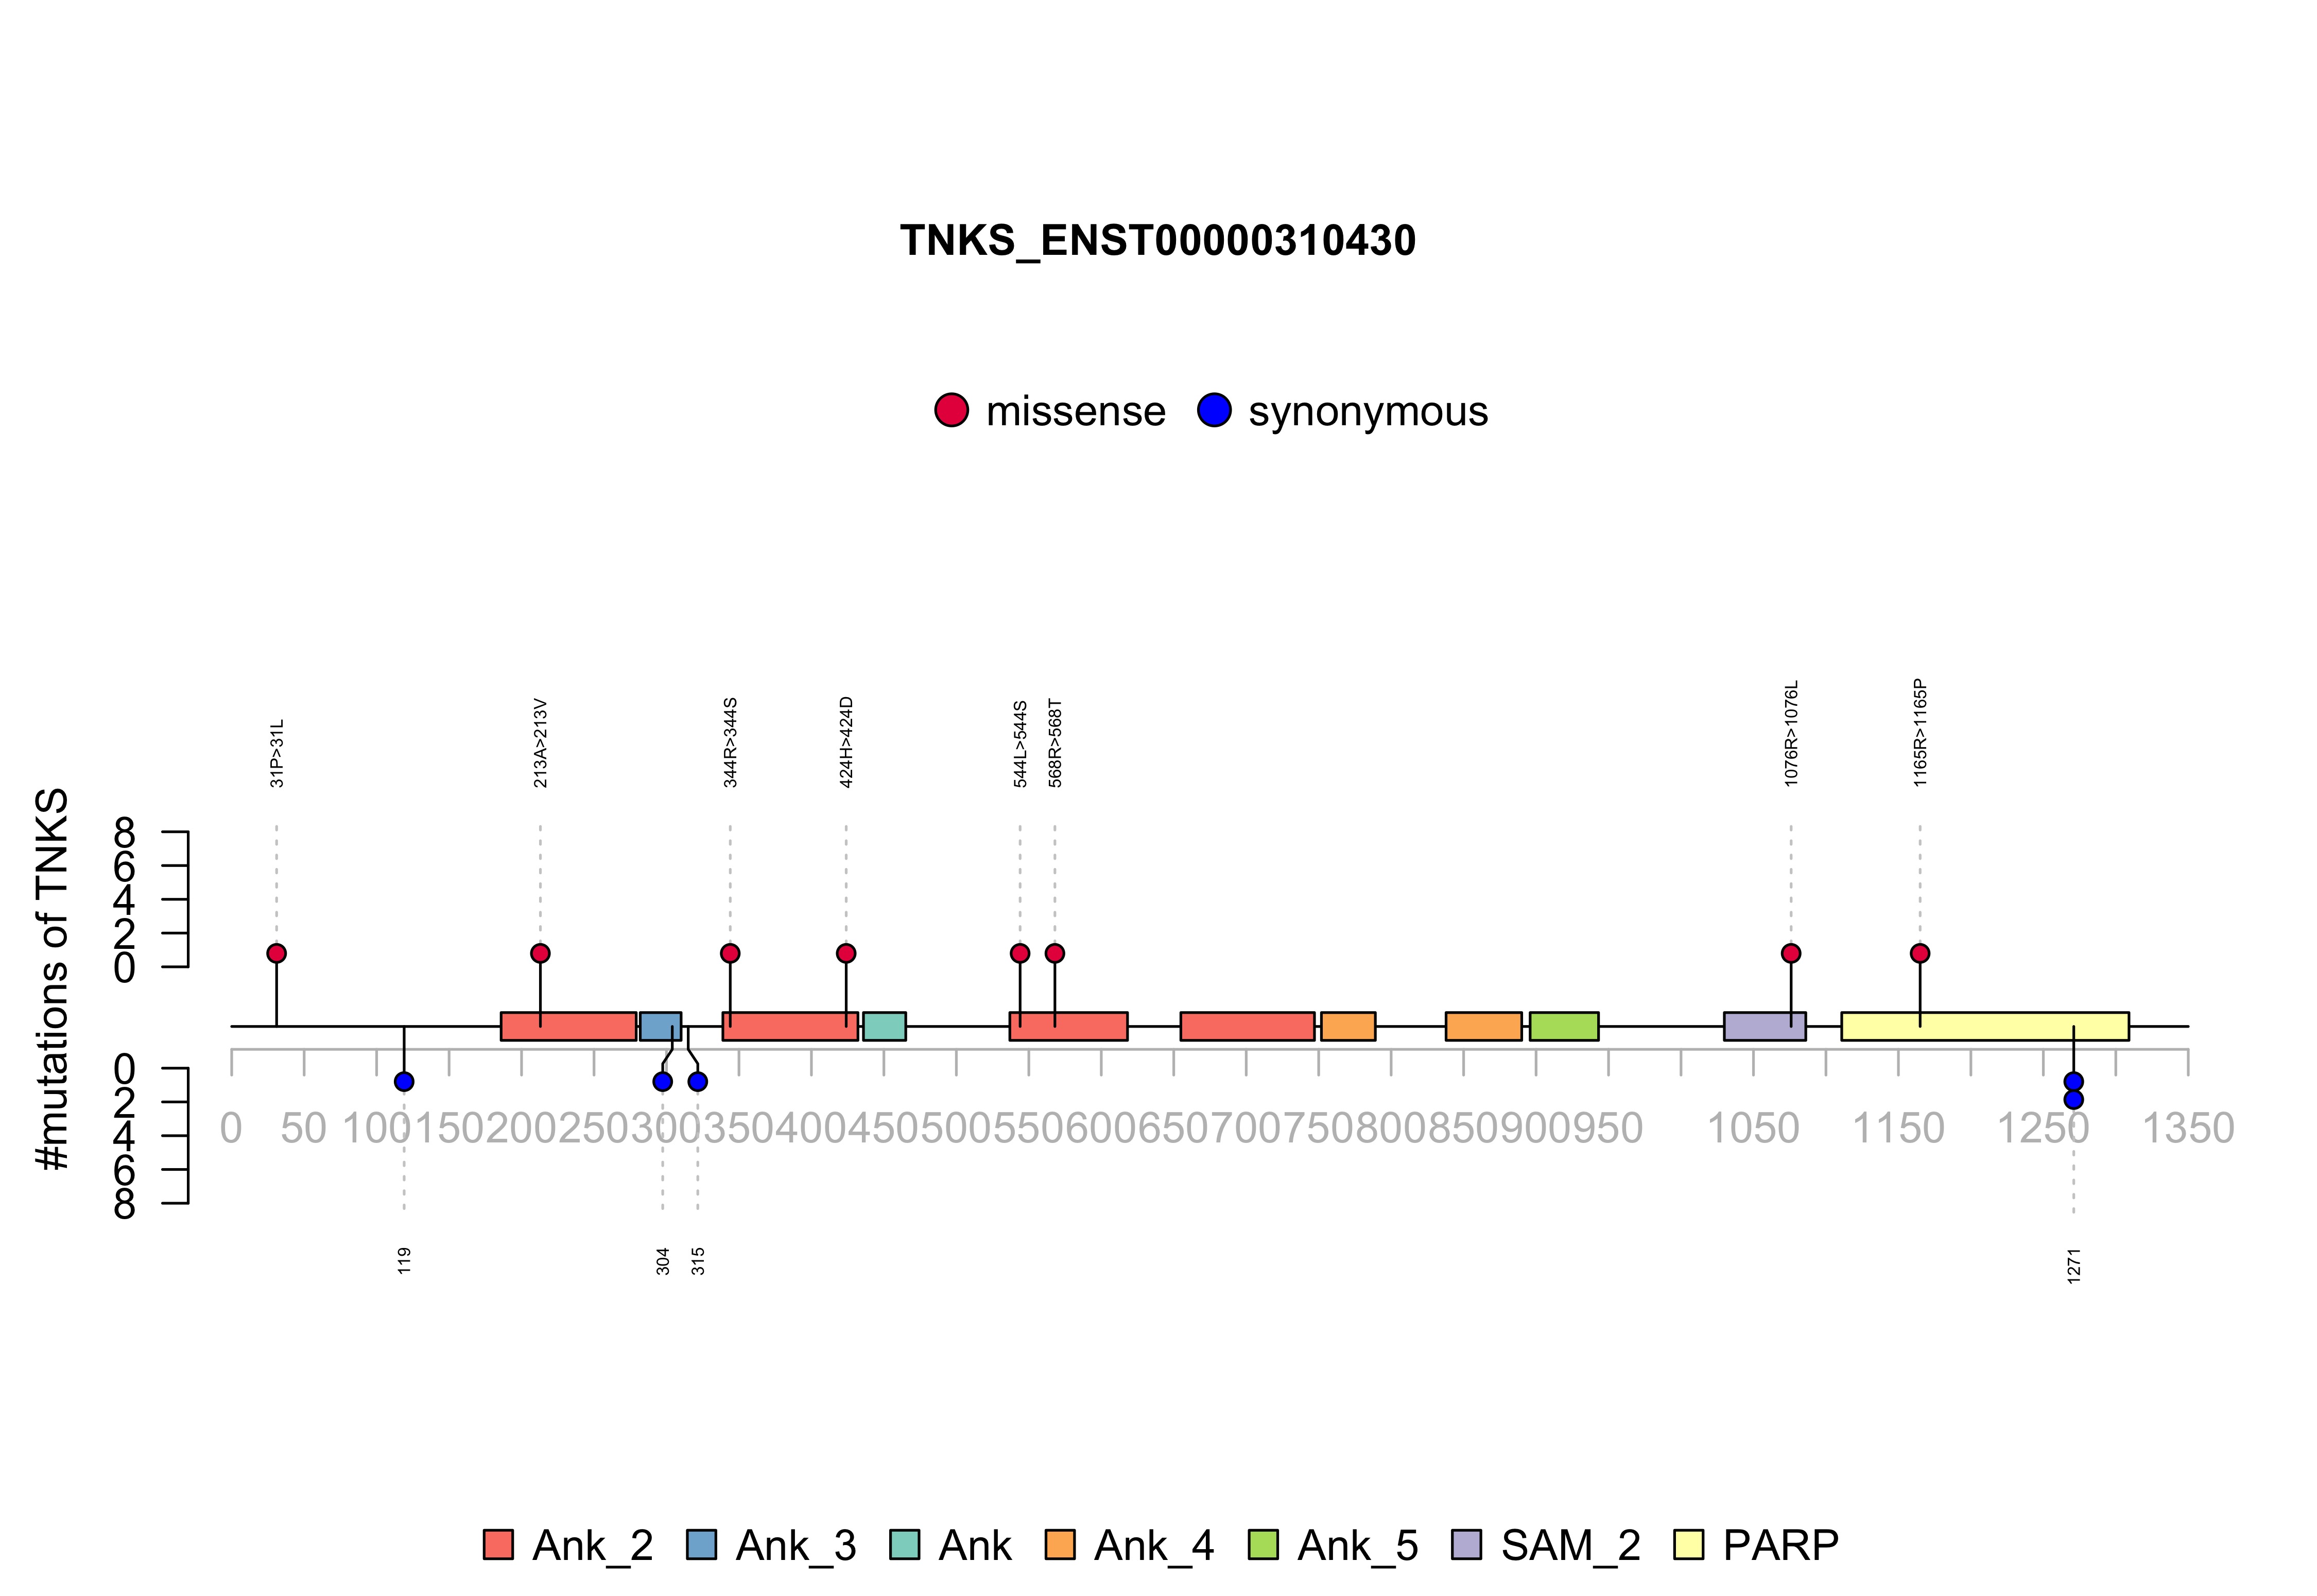 TNKS_ENST00000310430
missense synonymous
31P>31L
213A>213V
344R>344S
424H>424D
544L>544S
568R>568T
1076R>1076L
1165R>1165P
#mutations of TNKS
8
6
4
2
0
0
2
4
6
8
0 50 100 150 200 250 300 350 400 450 500 550 600 650 700 750 800 850 900 950 1050 1150 1250 1350
119
304
315
1271
Ank_2 Ank_3 Ank Ank_4 Ank_5 SAM_2 PARP